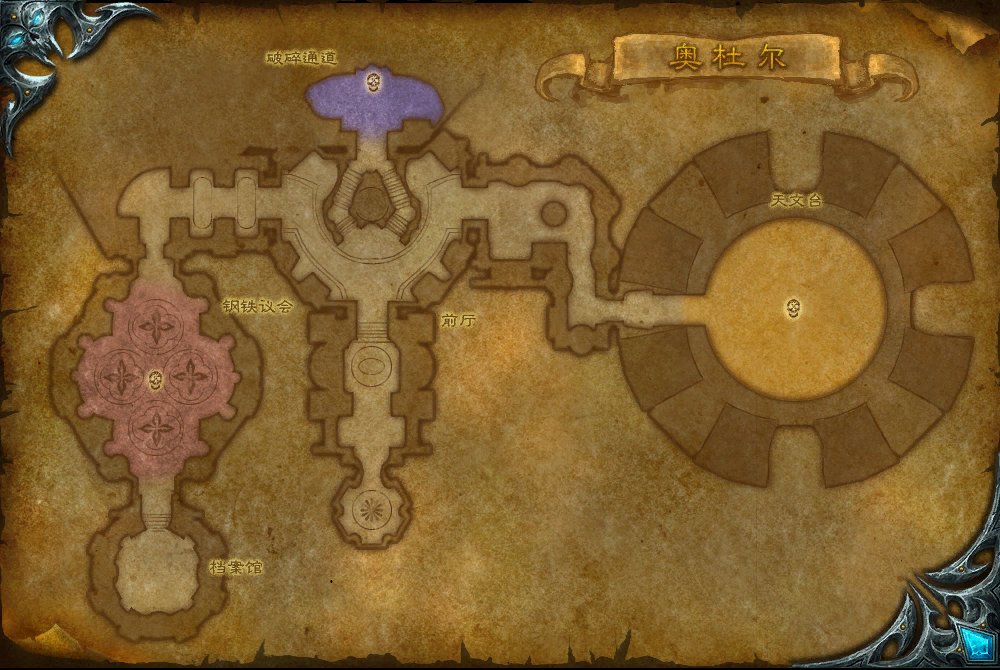 奥杜尔
破碎通道
天文台
钢铁议会
前厅
档案馆